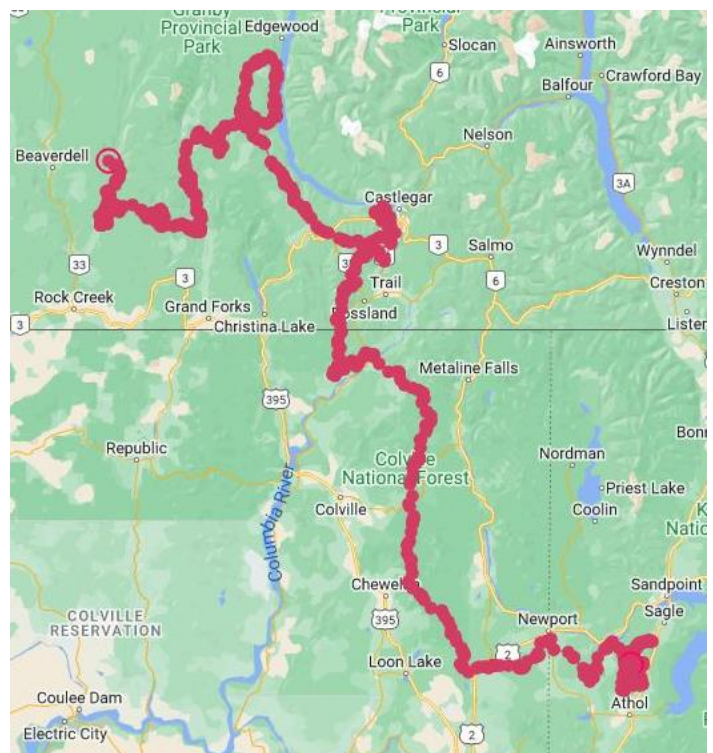 Granby
Provincial
Park
Edgewood
Provincial
Park
Slocan
6
Ainsworth
Crawford Bay
Balfour
Nelson
Beaverdell
3A
Castlegar
3
Salmo
Wynndel
33
3
Trail
6
Creston
Rock Creek
Grand Forks
Rossland
3
Christina Lake
Metaline Falls
395
Republic
Nordman
Colville
National Forest
Priest Lake
Columbia River
Colville
Coolin
Chewelah
Sandpoint
COLVILLE
RESERVATION
395
Newport
Sagle
2
Loon Lake
Coulee Dam
Athol
2
Electric City